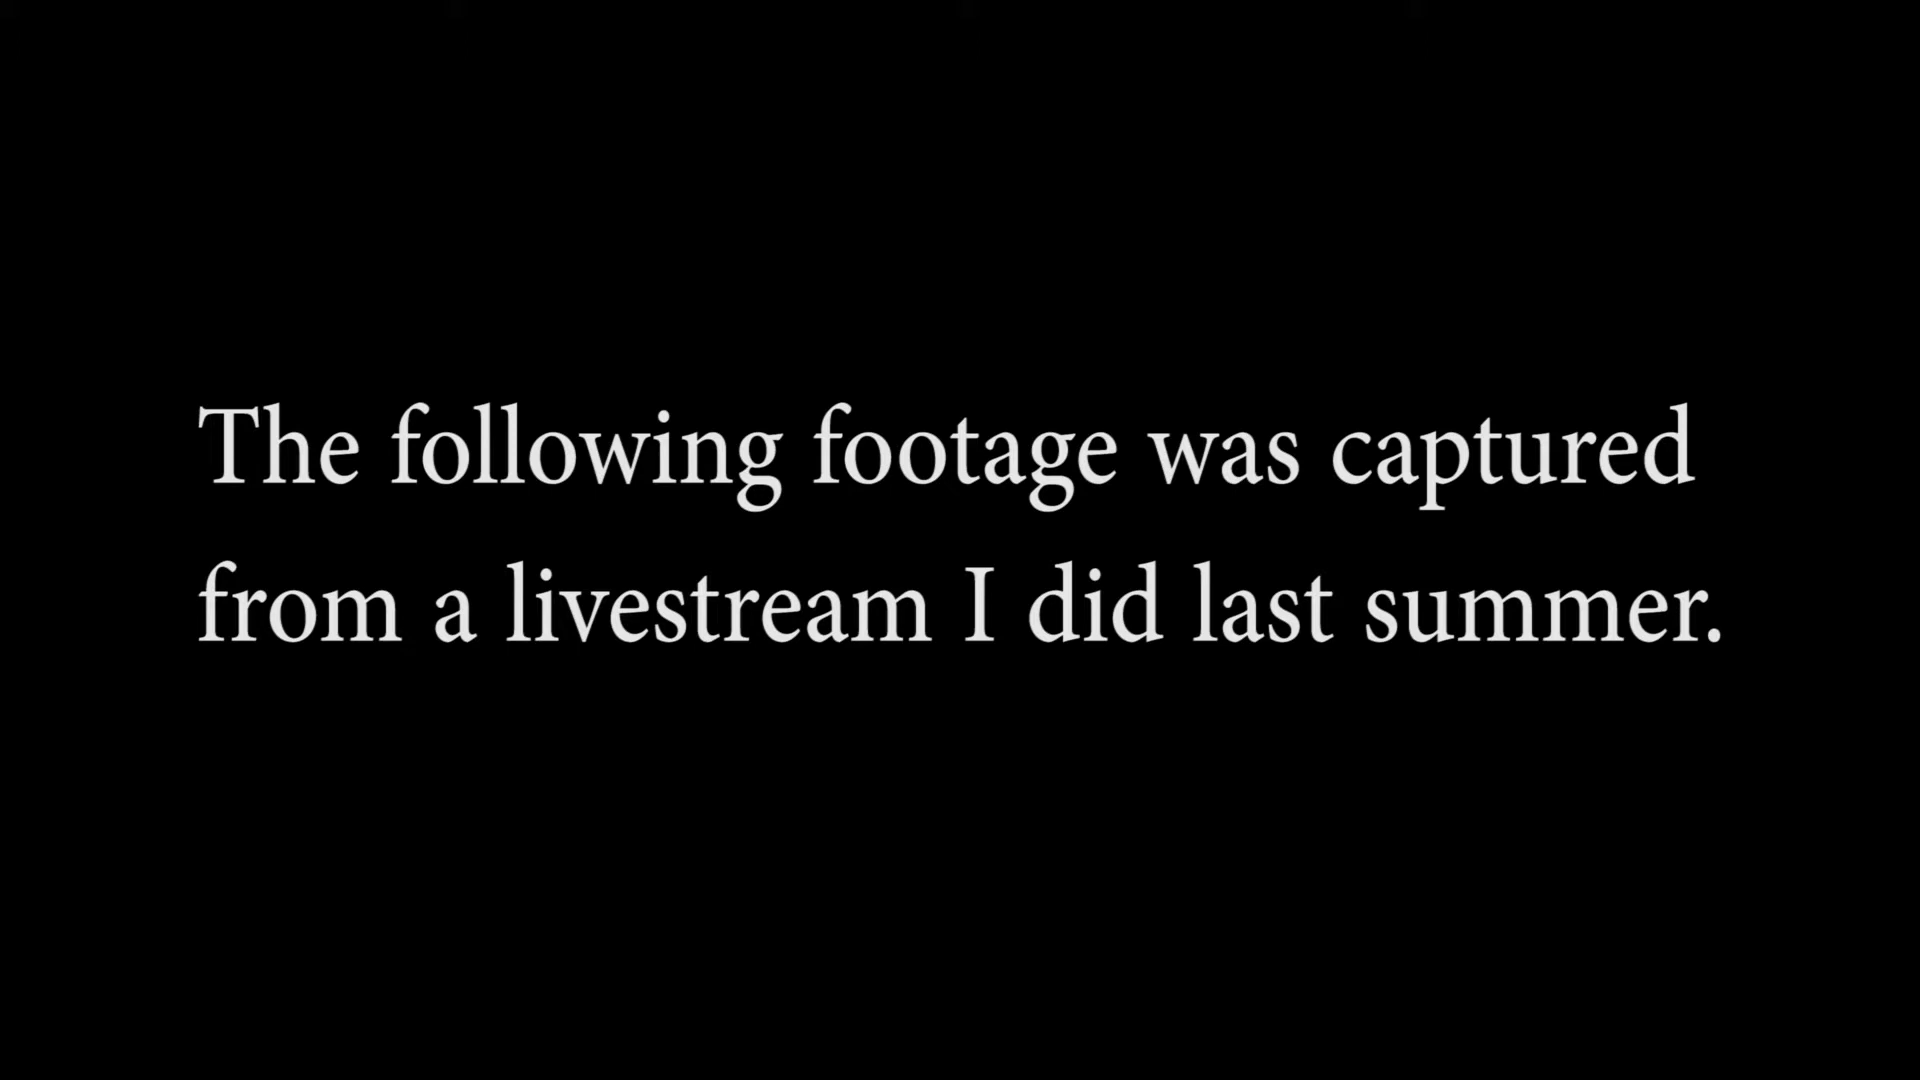 The following footage was captured
from a livestream I did last summer.